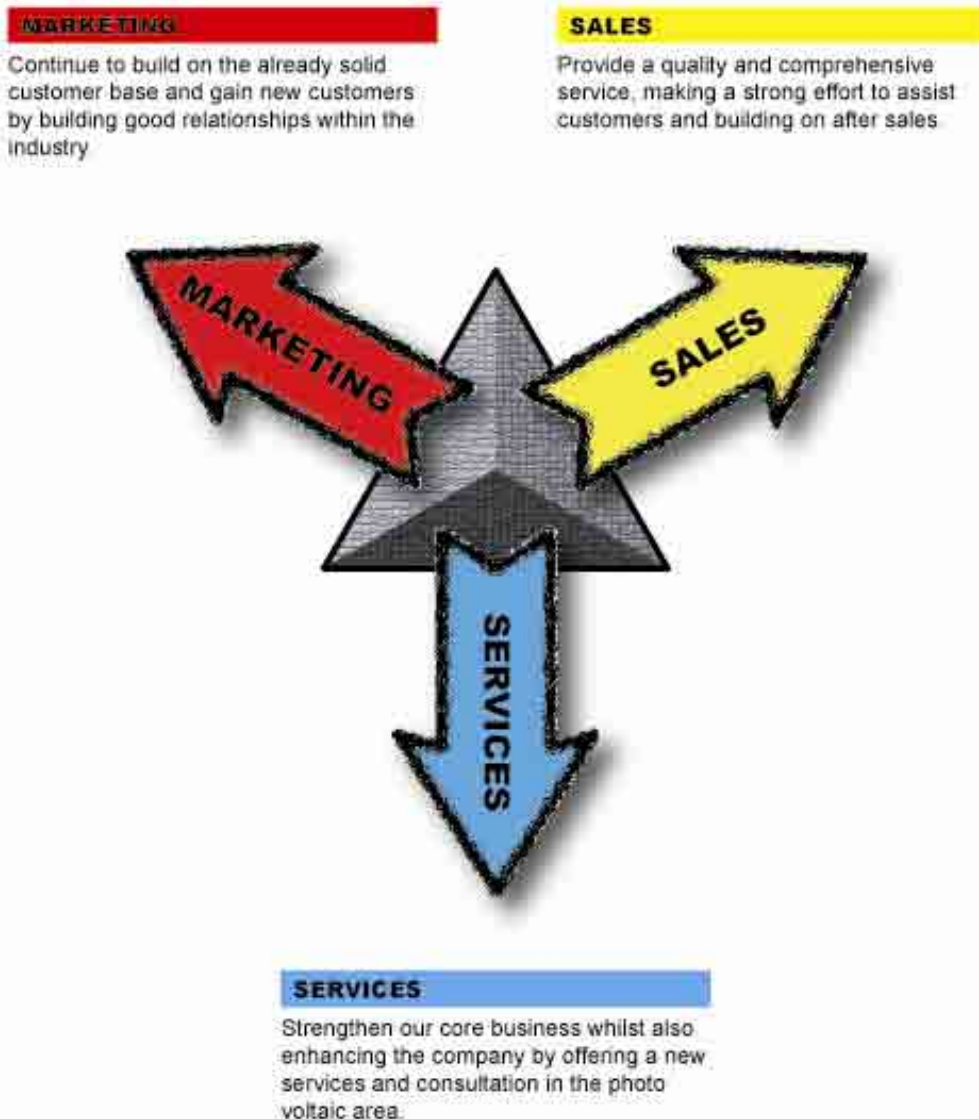 MARKETING
Continue to build on the already solid
customer base and gain new customers
by building good relationships within the
industry
SALES
Provide a quality and comprehensive
service, making a strong effort to assist
customers and building on after sales
MARKETING
SALES
SERVICES
SERVICES
Strengthen our core business whilst also
enhancing the company by offering a new
services and consultation in the photo
voltaic area.